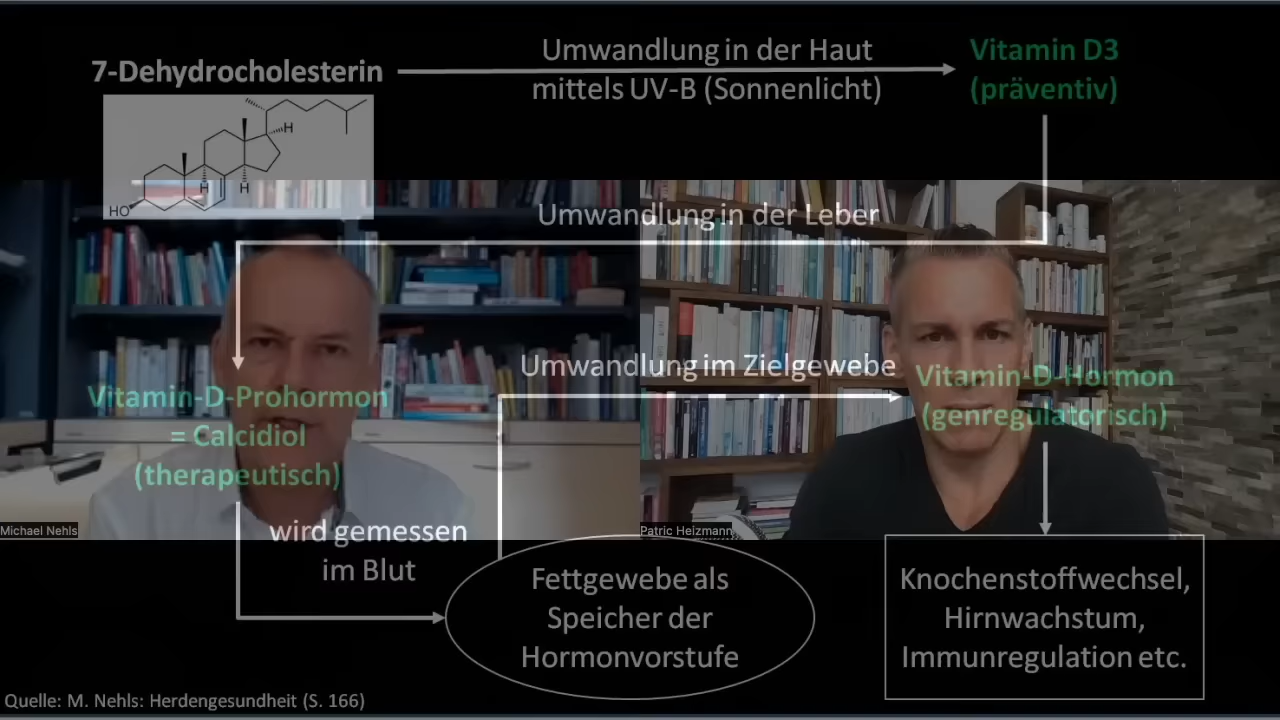 7-Dehydrocholesterin
Umwandlung in der Haut
mittels UV-B (Sonnenlicht)
Vitamin D3
(präventiv)
H
H
H
HO
Umwandlung in der Leber
Umwandlung im Zielgewebe
Vitamin-D-Prohormon
= Calcidiol
(therapeutisch)
Vitamin-D-Hormon
(genregulatorisch)
Michael Nehls
Patric Heizmann
wird gemessen
im Blut
Fettgewebe als
Speicher der
Hormonvorstufe
Knochenstoffwechsel,
Hirnwachstum,
Immunregulation etc.
Quelle: M. Nehls: Herdengesundheit (S. 166)